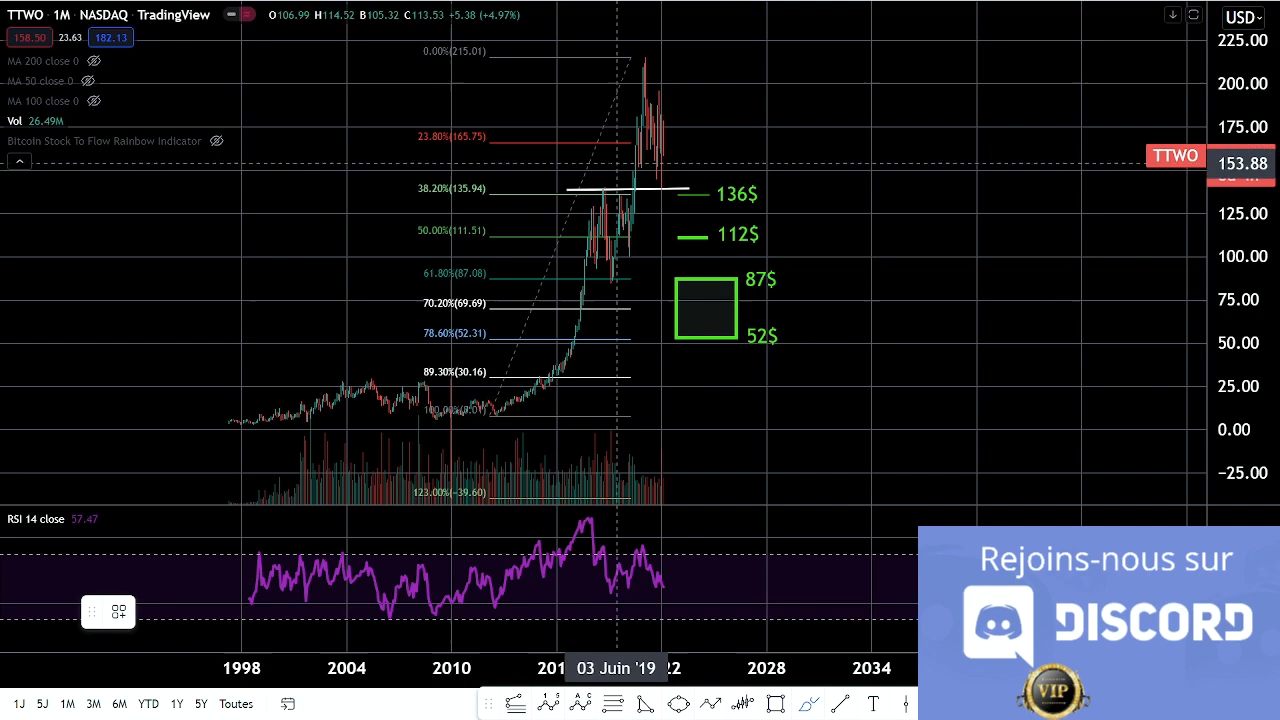 TTWO · 1M · NASDAQ · TradingView
O106.99 H114.52 B105.32 C113.53 +5.38 (+4.97%)
158.50 23.63 182.13
MA 200 close 0
MA 50 close 0
MA 100 close 0
Vol 26.49M
Bitcoin Stock To Flow Rainbow Indicator
USD
225.00
200.00
175.00
TTWO
153.88
125.00
100.00
75.00
50.00
25.00
0.00
−25.00
0.00%(215.01)
23.80%(165.75)
38.20%(135.94)
50.00%(111.51)
61.80%(87.08)
70.20%(69.69)
78.60%(52.31)
89.30%(30.16)
123.00%(−39.60)
136$
112$
87$
52$
RSI 14 close 57.47
1998
2004
2010
03 Juin '19
2028
2034
1J 5J 1M 3M 6M YTD 1Y 5Y Toutes
Rejoins-nous sur
DISCORD
VIP